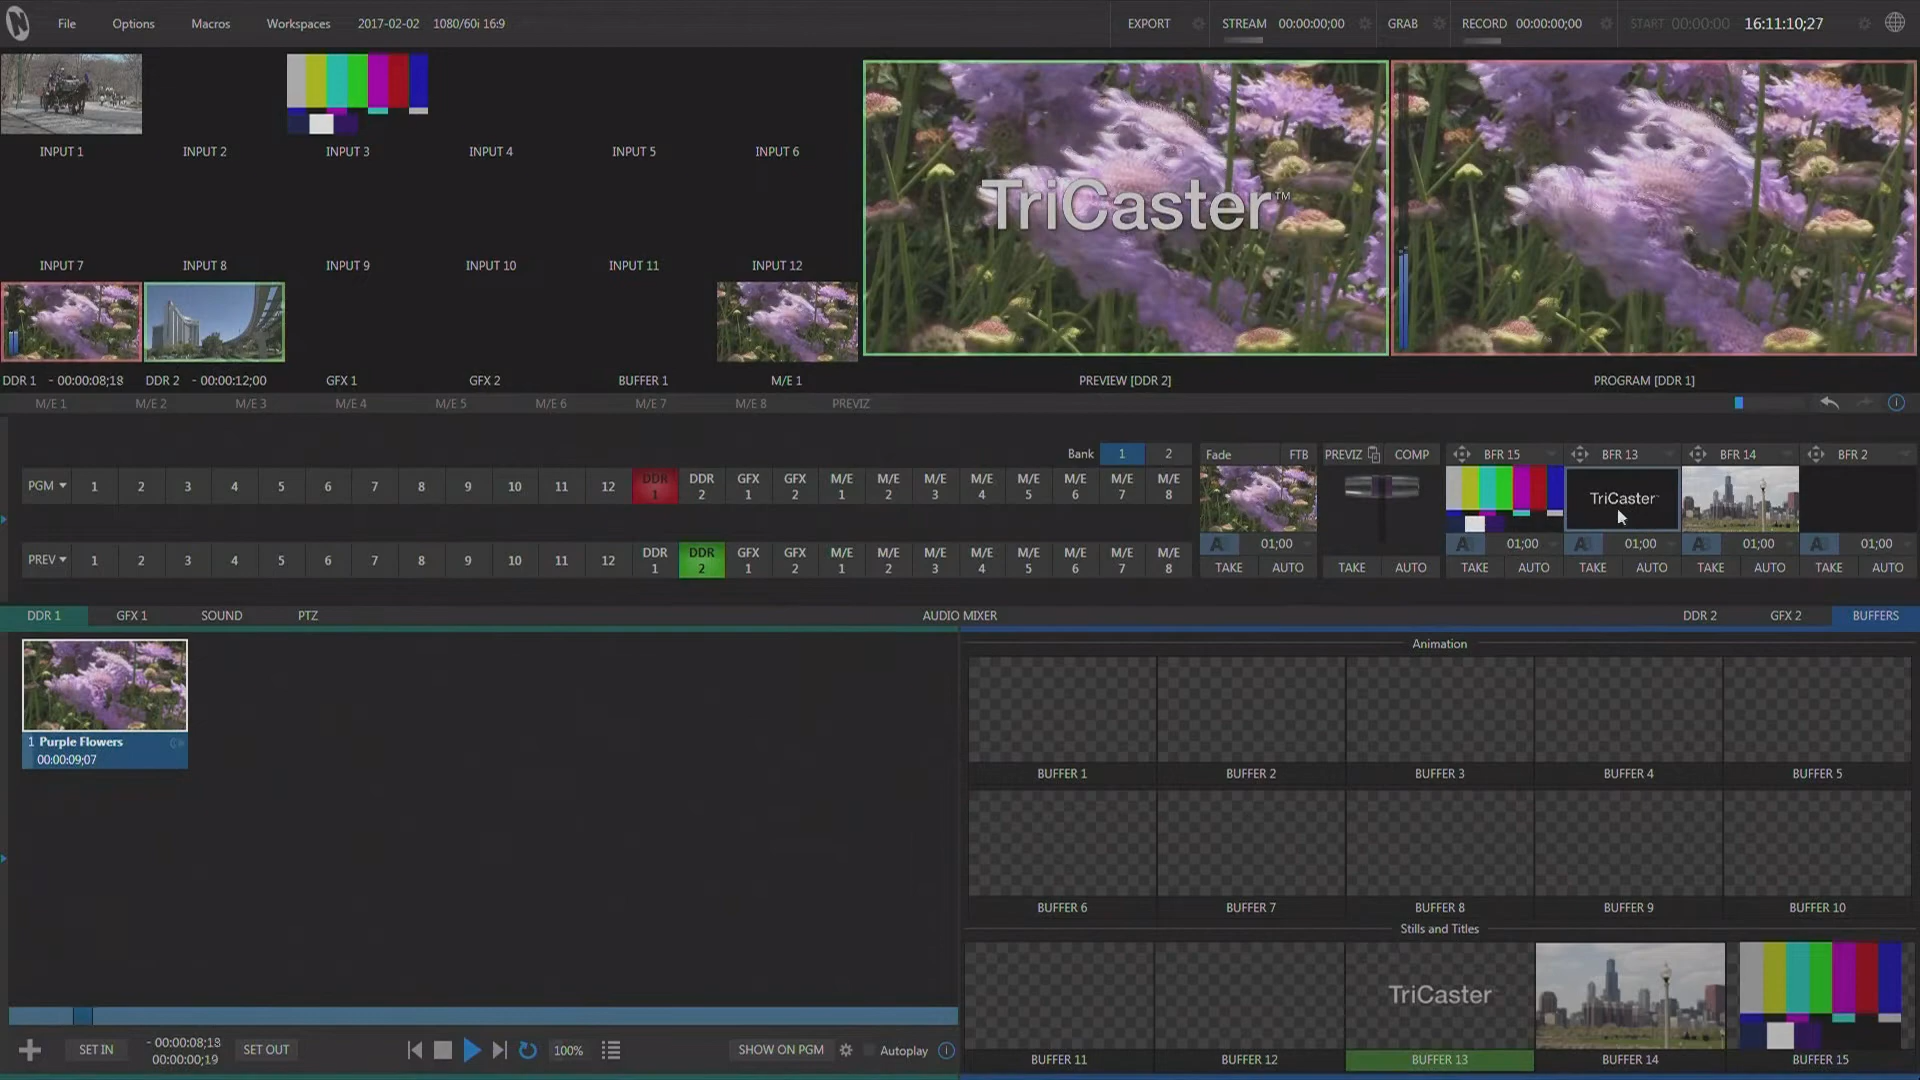 File Options Macros Workspaces 2017-02-02 1080/60i 16:9 EXPORT STREAM 00:00:00;00 GRAB RECORD 00:00:00;00 START 00:00:00 16:11:10;27
INPUT 1 INPUT 2 INPUT 3 INPUT 4 INPUT 5 INPUT 6
TriCaster™
INPUT 7 INPUT 8 INPUT 9 INPUT 10 INPUT 11 INPUT 12
DDR 1 - 00:00:08;18 DDR 2 - 00:00:12;00 GFX 1 GFX 2 BUFFER 1 M/E 1 PREVIEW [DDR 2] PROGRAM [DDR 1]
M/E 1 M/E 2 M/E 3 M/E 4 M/E 5 M/E 6 M/E 7 M/E 8 PREVIZ
Bank 1 2 Fade FTB PREVIZ COMP BFR 15 BFR 13 BFR 14 BFR 2
PGM 1 2 3 4 5 6 7 8 9 10 11 12 DDR 1 DDR 2 GFX 1 GFX 2 M/E 1 M/E 2 M/E 3 M/E 4 M/E 5 M/E 6 M/E 7 M/E 8
TriCaster
01;00 01;00 01;00 01;00 01;00
PREV 1 2 3 4 5 6 7 8 9 10 11 12 DDR 1 DDR 2 GFX 1 GFX 2 M/E 1 M/E 2 M/E 3 M/E 4 M/E 5 M/E 6 M/E 7 M/E 8
TAKE AUTO TAKE AUTO TAKE AUTO TAKE AUTO TAKE AUTO TAKE AUTO
DDR 1 GFX 1 SOUND PTZ AUDIO MIXER DDR 2 GFX 2 BUFFERS
Animation
1 Purple Flowers
00:00:09;07
BUFFER 1 BUFFER 2 BUFFER 3 BUFFER 4 BUFFER 5
BUFFER 6 BUFFER 7 BUFFER 8 BUFFER 9 BUFFER 10
Stills and Titles
TriCaster
BUFFER 11 BUFFER 12 BUFFER 13 BUFFER 14 BUFFER 15
SET IN - 00:00:08;18 SET OUT 100% SHOW ON PGM Autoplay
00:00:00;19